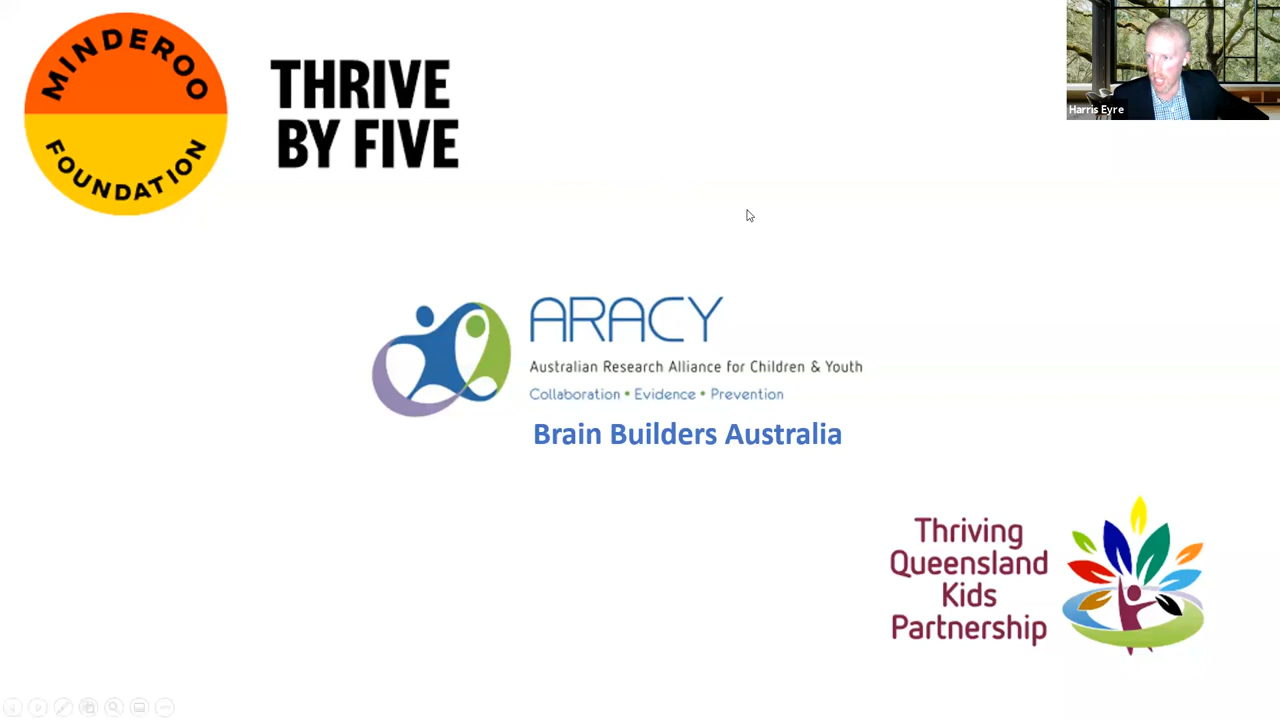 MINDEROO
FOUNDATION
THRIVE
BY FIVE
Harris Eyre
ARACY
Australian Research Alliance for Children & Youth
Collaboration • Evidence • Prevention
Brain Builders Australia
Thriving
Queensland
Kids
Partnership